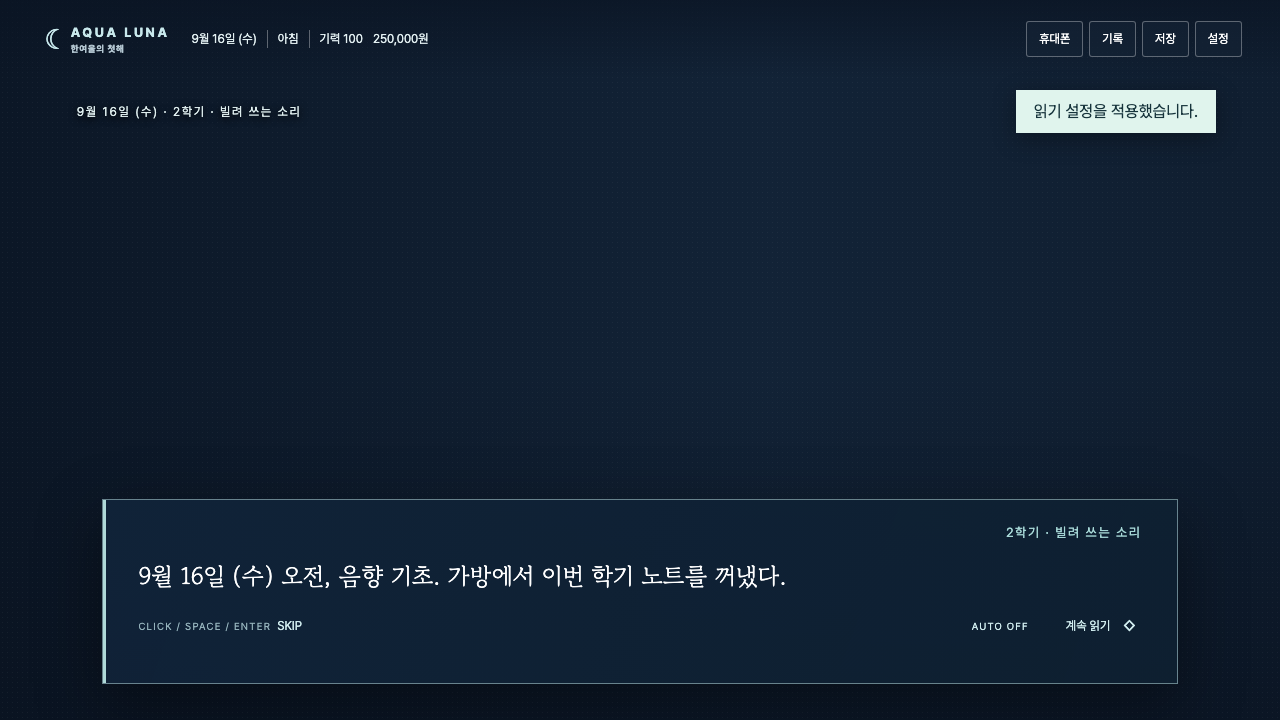 AQUA LUNA
한여울의 첫해
9월 16일 (수) 아침 기력 100 250,000원
휴대폰 기록 저장 설정
9월 16일 (수) · 2학기 · 빌려 쓰는 소리
읽기 설정을 적용했습니다.
2학기 · 빌려 쓰는 소리
9월 16일 (수) 오전, 음향 기초. 가방에서 이번 학기 노트를 꺼냈다.
CLICK / SPACE / ENTER SKIP
AUTO OFF 계속 읽기